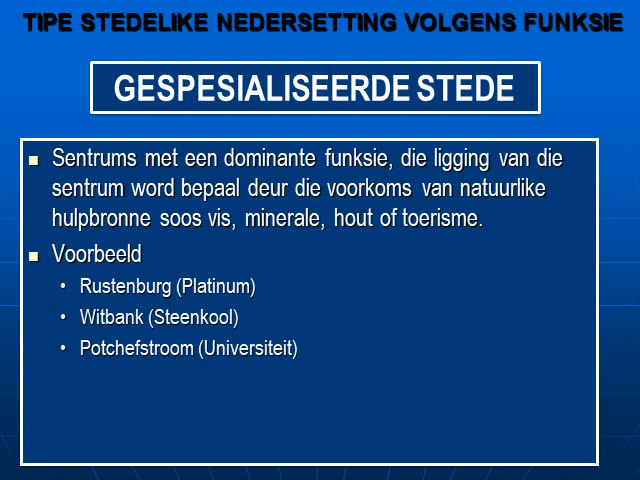 TIPE STEDELIKE NEDERSETTING VOLGENS FUNKSIE
GESPESIALISEERDE STEDE
Sentrums met een dominante funksie, die ligging van die
sentrum word bepaal deur die voorkoms van natuurlike
hulpbronne soos vis, minerale, hout of toerisme.
Voorbeeld
• Rustenburg (Platinum)
• Witbank (Steenkool)
• Potchefstroom (Universiteit)